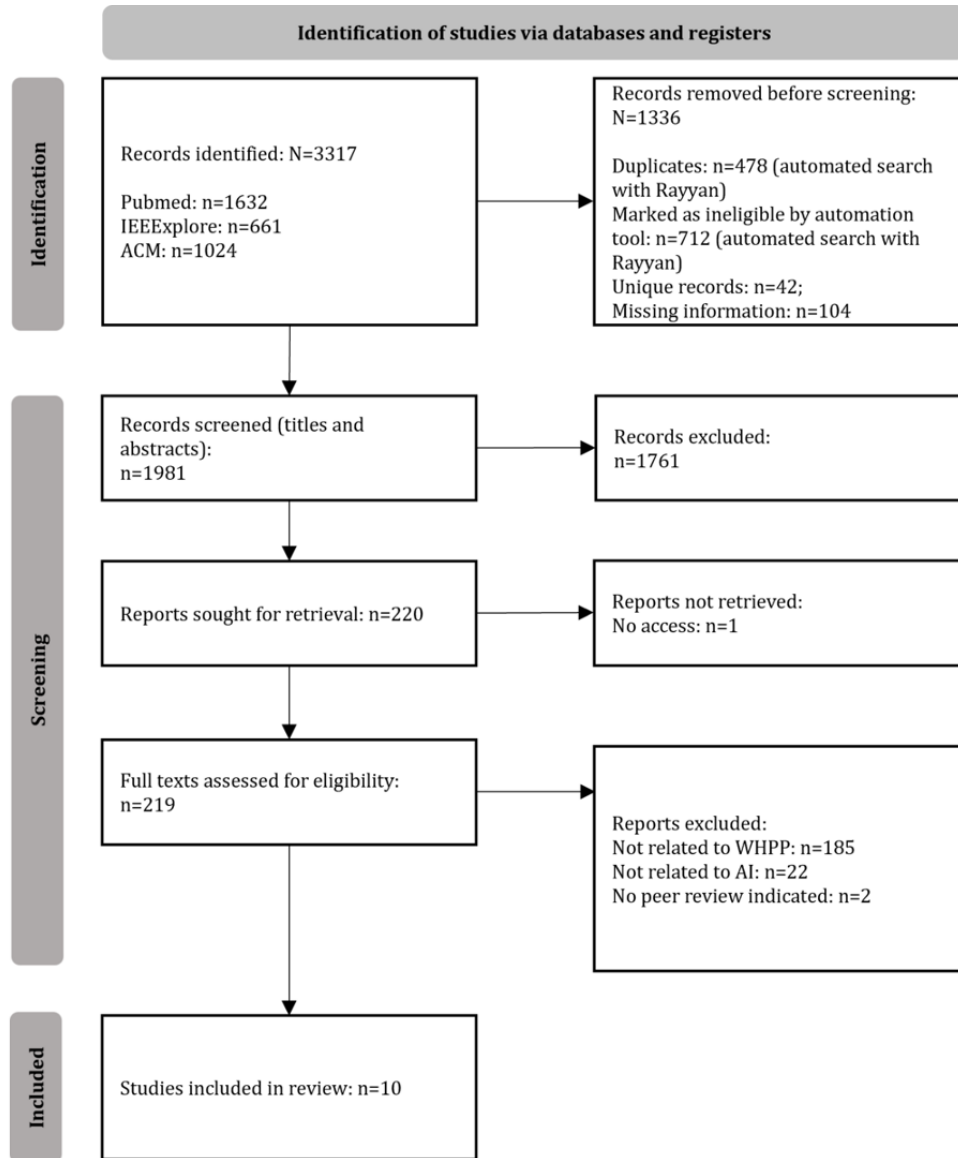 Identification of studies via databases and registers
Identification
Records identified: N=3317
Pubmed: n=1632
IEEExplore: n=661
ACM: n=1024
Records removed before screening:
N=1336
Duplicates: n=478 (automated search
with Rayyan)
Marked as ineligible by automation
tool: n=712 (automated search with
Rayyan)
Unique records: n=42;
Missing information: n=104
Screening
Records screened (titles and
abstracts):
n=1981
Records excluded:
n=1761
Reports sought for retrieval: n=220
Reports not retrieved:
No access: n=1
Full texts assessed for eligibility:
n=219
Reports excluded:
Not related to WHPP: n=185
Not related to AI: n=22
No peer review indicated: n=2
Included
Studies included in review: n=10